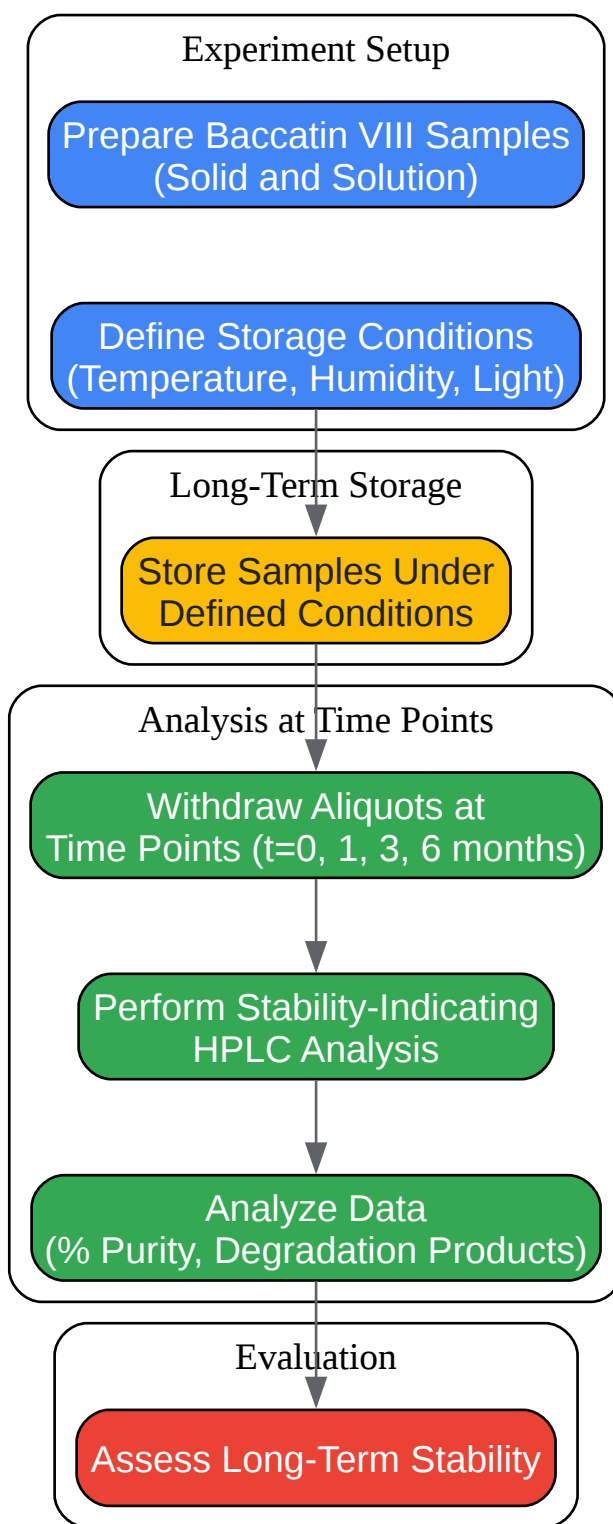 Experiment Setup
Prepare Baccatin VIII Samples
(Solid and Solution)
Define Storage Conditions
(Temperature, Humidity, Light)
Long-Term Storage
Store Samples Under
Defined Conditions
Analysis at Time Points
Withdraw Aliquots at
Time Points (t=0, 1, 3, 6 months)
Perform Stability-Indicating
HPLC Analysis
Analyze Data
(% Purity, Degradation Products)
Evaluation
Assess Long-Term Stability